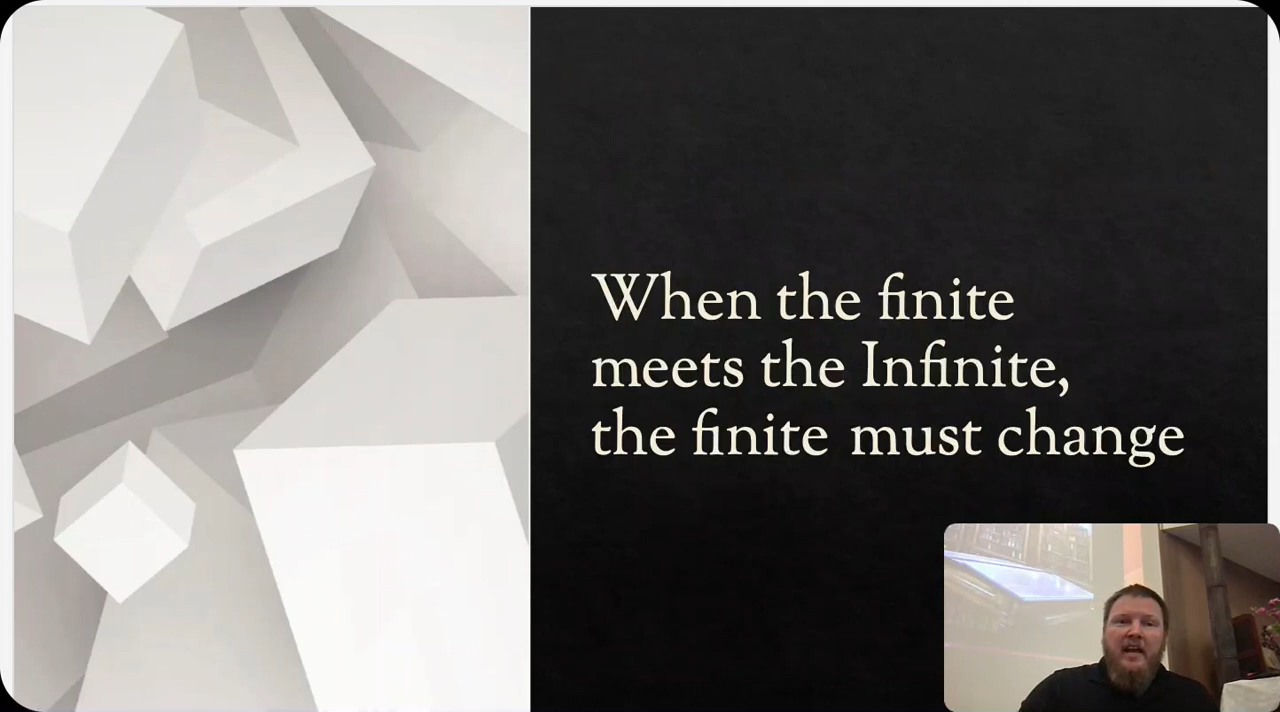 When the finite
meets the Infinite,
the finite must change